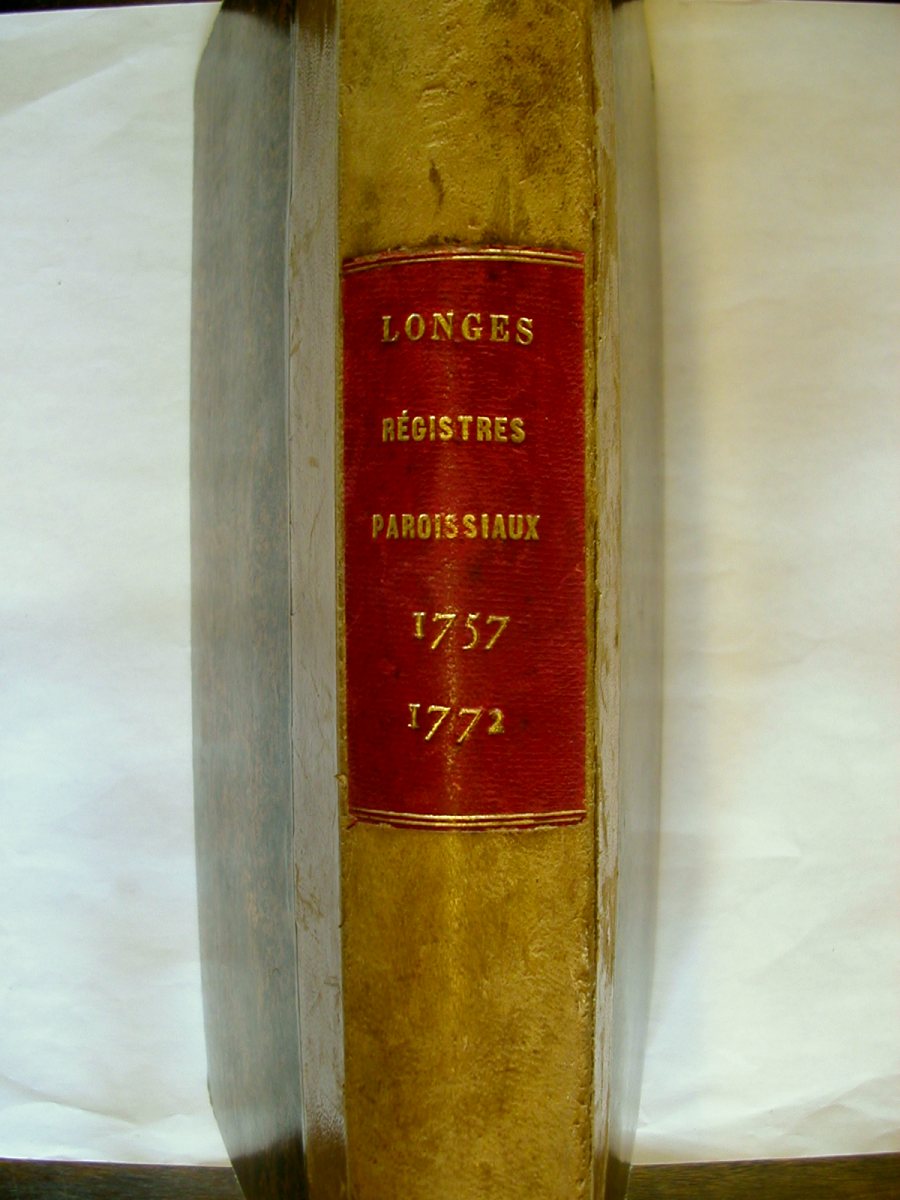 LONGES
RÉGISTRES
PAROISSIAUX
1757
1772